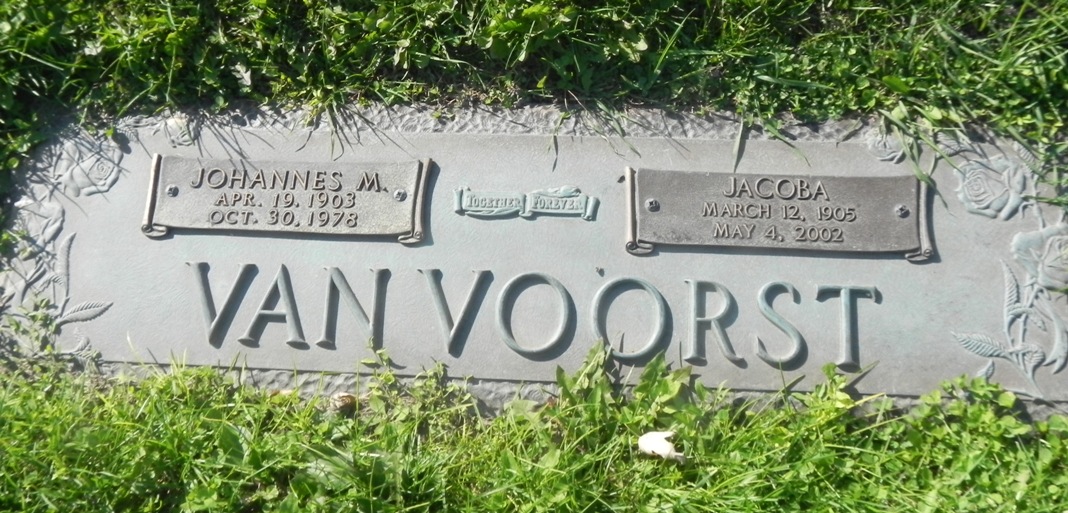 JOHANNES M.
APR. 19, 1903
OCT. 30, 1978
TOGETHER FOREVER
JACOBA
MARCH 12, 1905
MAY 4, 2002
VAN VOORST